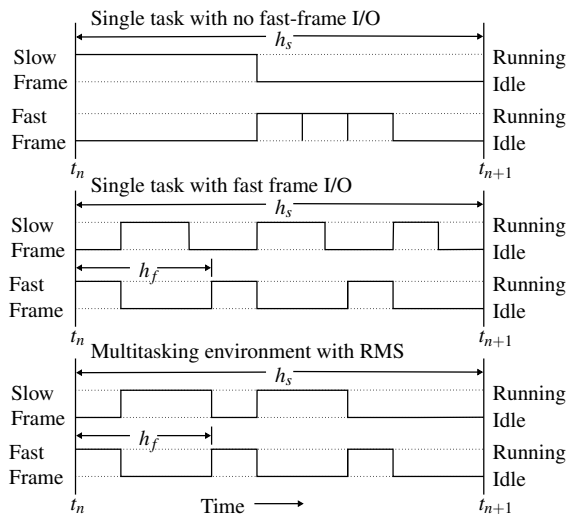 Single task with no fast-frame I/O
h_s
Slow Running
Frame Idle
Fast Running
Frame Idle
t_n t_{n+1}
Single task with fast frame I/O
h_s
Slow Running
Frame Idle
h_f
Fast Running
Frame Idle
t_n t_{n+1}
Multitasking environment with RMS
h_s
Slow Running
Frame Idle
h_f
Fast Running
Frame Idle
t_n Time t_{n+1}